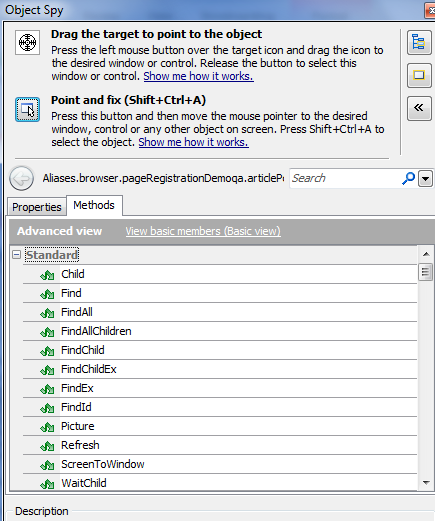 Object Spy
Drag the target to point to the object
Press the left mouse button over the target icon and drag the icon to
the desired window or control. Release the button to select this
window or control. Show me how it works.
Point and fix (Shift+Ctrl+A)
Press this button and then move the mouse pointer to the desired
window, control or any other object on screen. Press Shift+Ctrl+A to
select the object. Show me how it works.
Aliases.browser.pageRegistrationDemoqa.articlePo Search
Properties Methods
Advanced view View basic members (Basic view)
Standard
Child
Find
FindAll
FindAllChildren
FindChild
FindChildEx
FindEx
FindId
Picture
Refresh
ScreenToWindow
WaitChild
Description